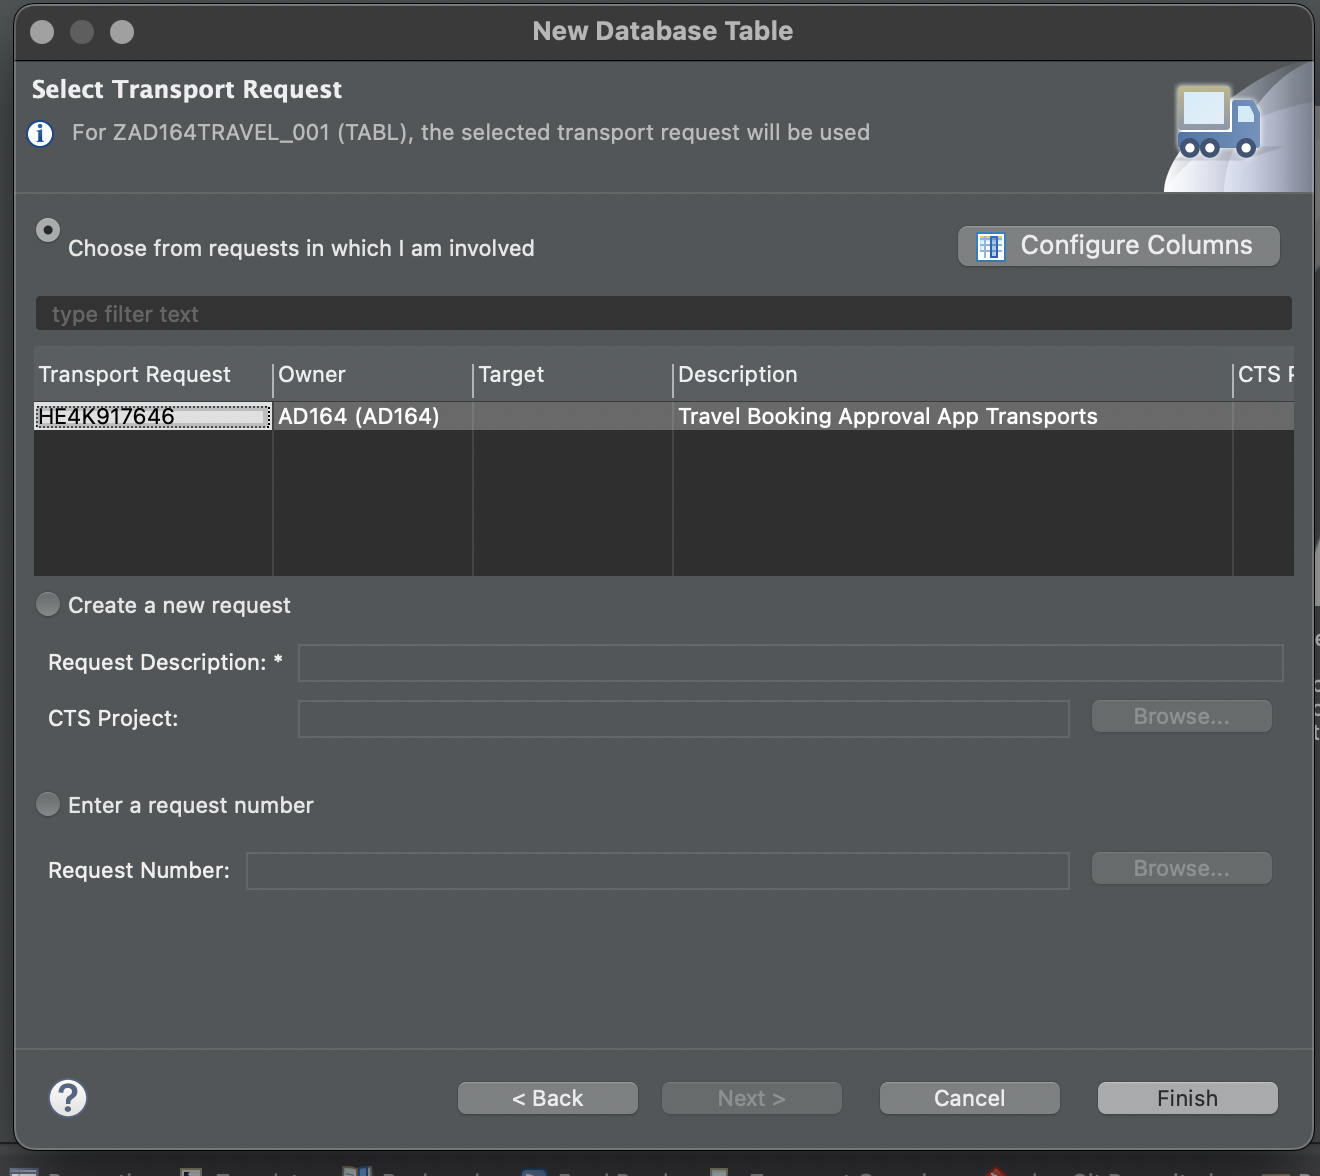 New Database Table
Select Transport Request
For ZAD164TRAVEL_001 (TABL), the selected transport request will be used
Choose from requests in which I am involved
Configure Columns
type filter text
Transport Request Owner Target Description CTS
HE4K917646 AD164 (AD164) Travel Booking Approval App Transports
Create a new request
Request Description: *
CTS Project:
Browse...
Enter a request number
Request Number:
Browse...
< Back Next > Cancel Finish